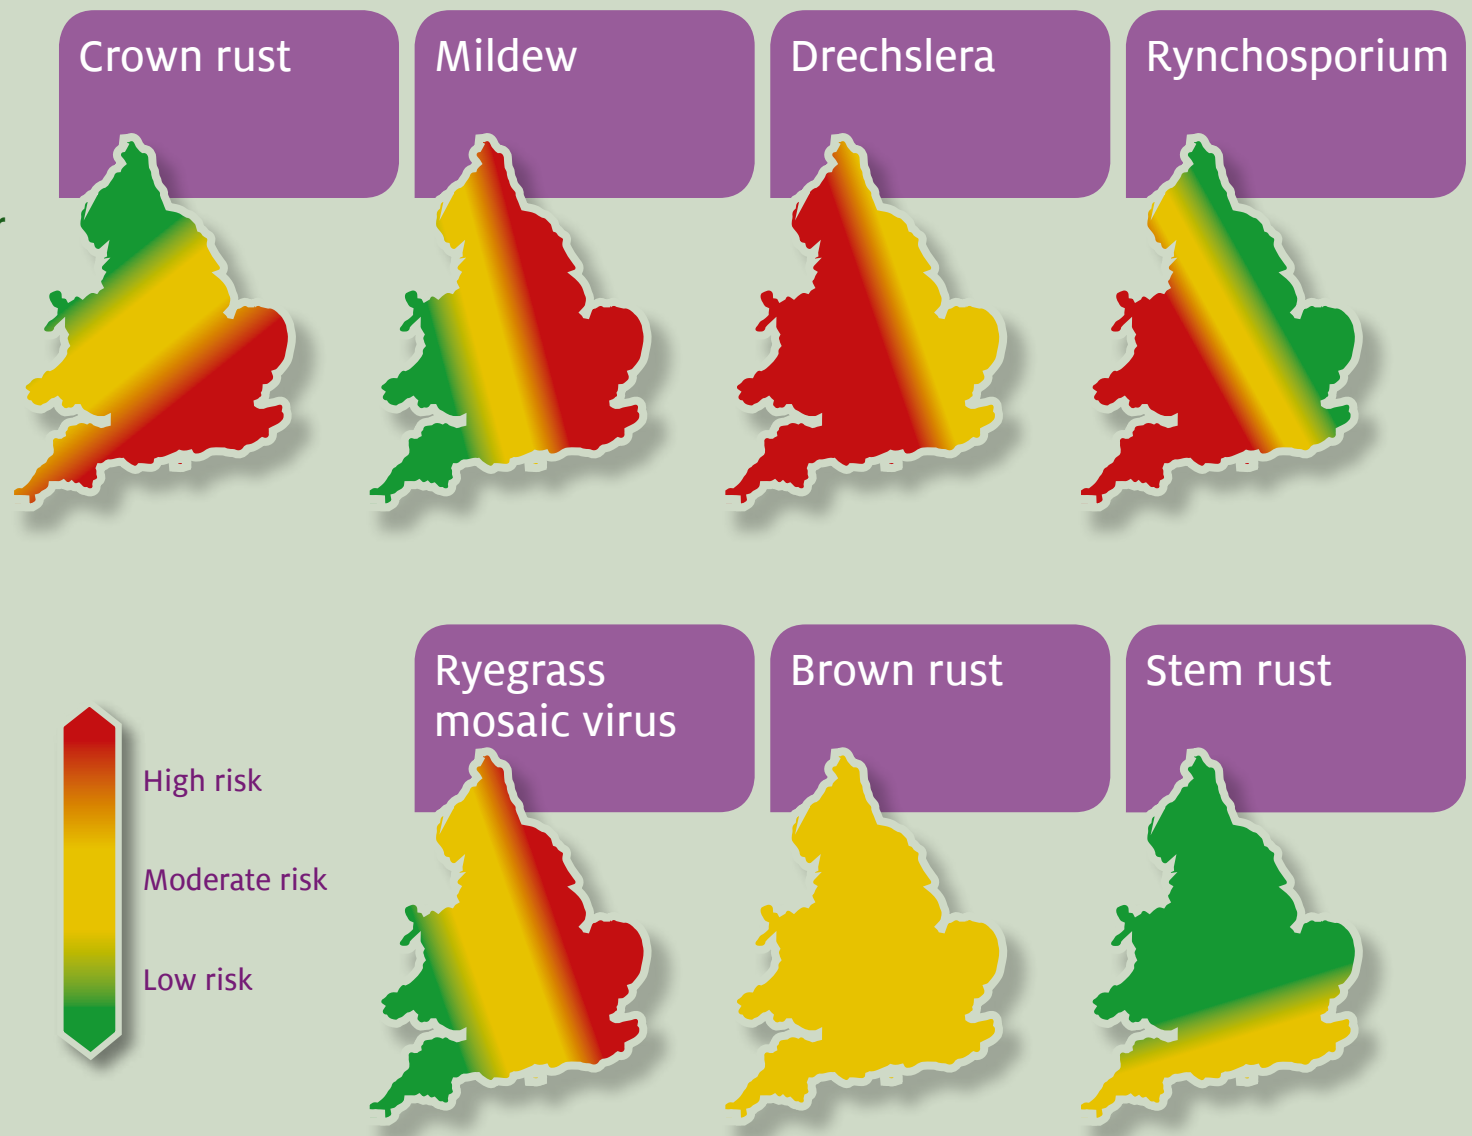 Crown rust
Mildew
Drechslera
Rynchosporium
Ryegrass
mosaic virus
Brown rust
Stem rust
High risk
Moderate risk
Low risk